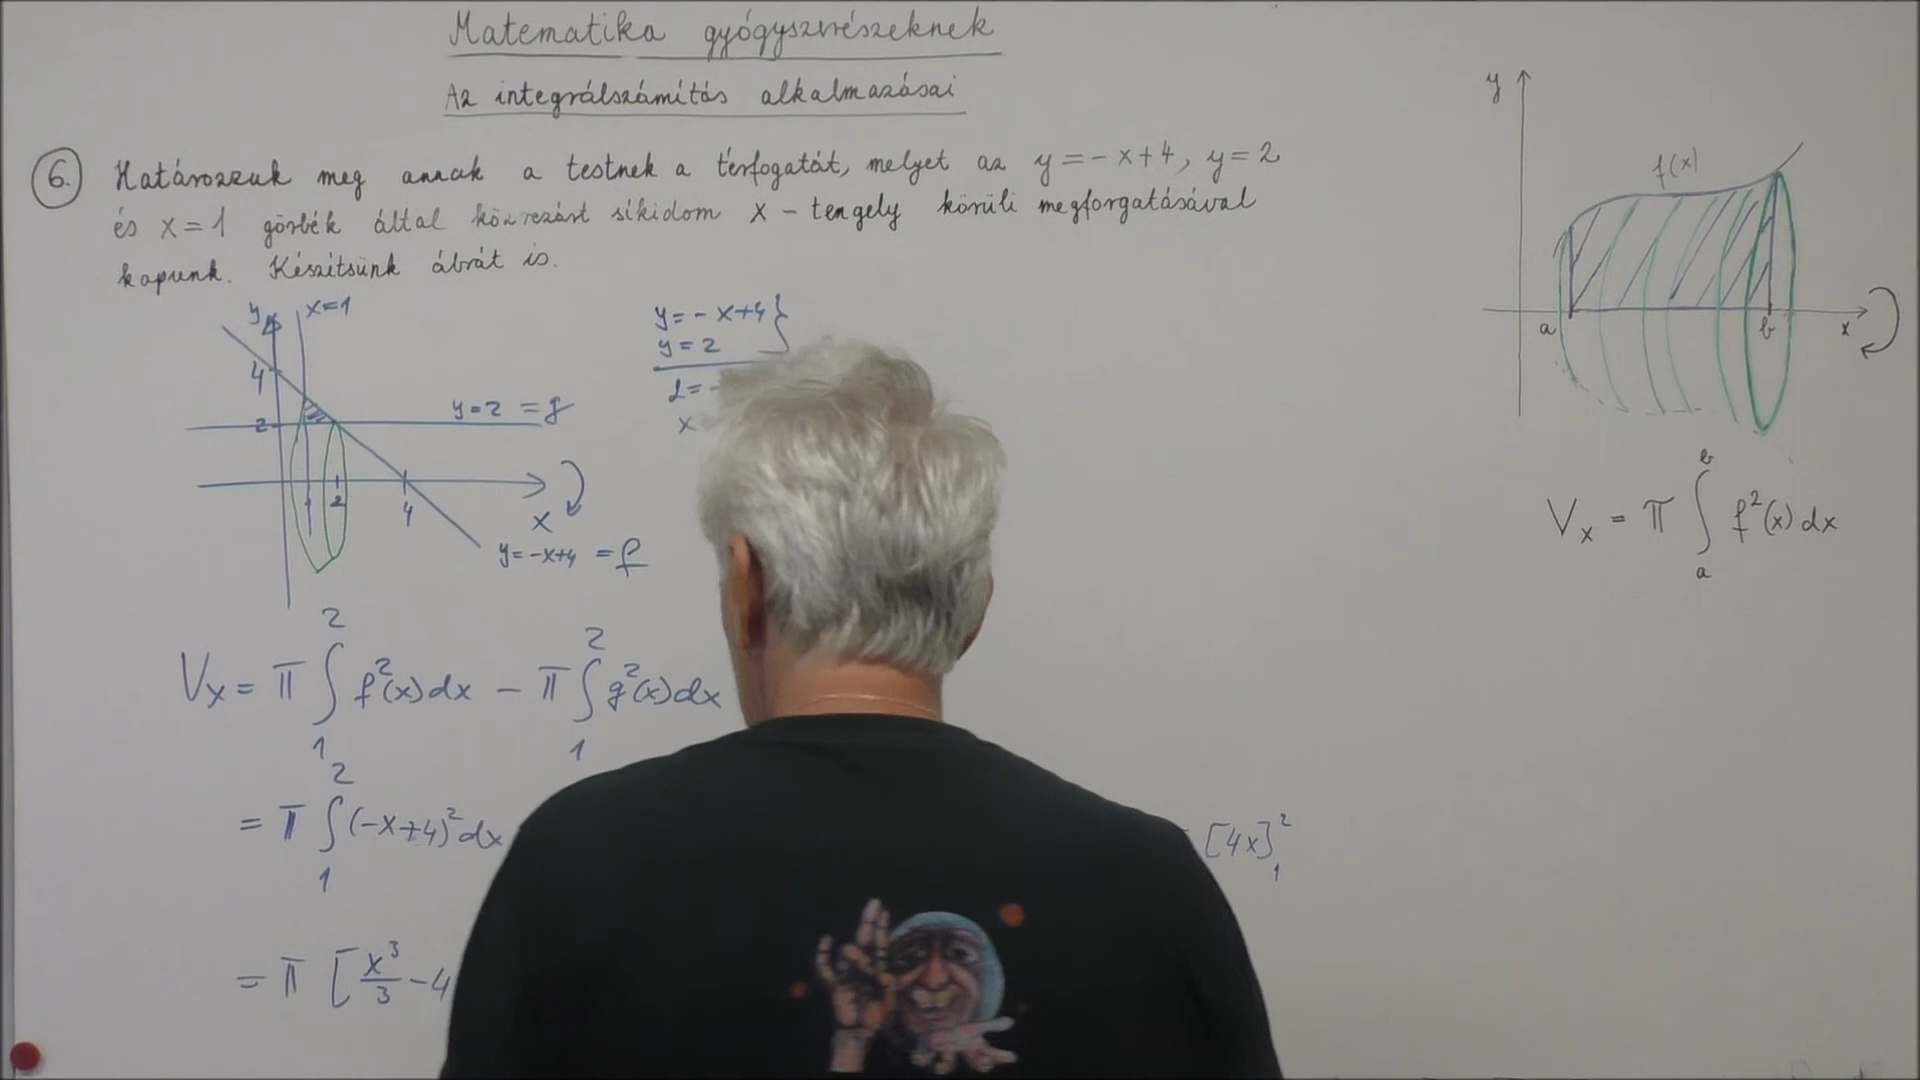 Matematika gyógyszerészeknek
Az integrálszámítás alkalmazásai
6. Határozzuk meg annak a testnek a térfogatát, melyet az y = -x+4, y = 2
és x = 1 görbék által közrezárt síkidom x - tengely körüli megforgatásával
kapunk. Készítsünk ábrát is.
y
x=1
4
2
y=2 = g
1
2
4
x
y=-x+4 = f
y = -x+4
y = 2
2 = -
x
y
f(x)
a
b
x
V_x = π ∫_a^b f²(x) dx
V_x = π ∫_1^2 f²(x) dx - π ∫_1^2 g²(x) dx
= π ∫_1^2 (-x+4)² dx [4x]_1^2
= π [x³/3 - 4